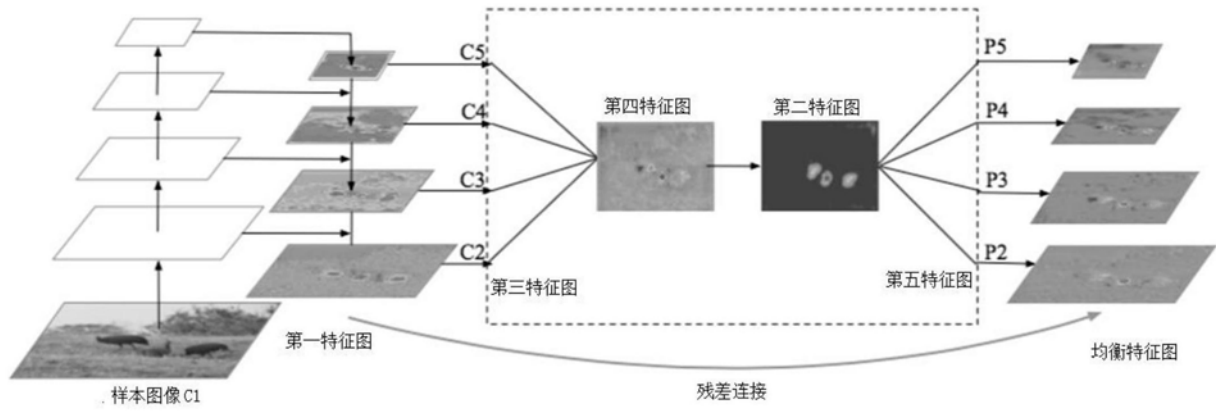 C5
P5
第四特征图
第二特征图
C4
P4
C3
P3
C2
P2
第三特征图
第五特征图
第一特征图
均衡特征图
.样本图像C1
残差连接